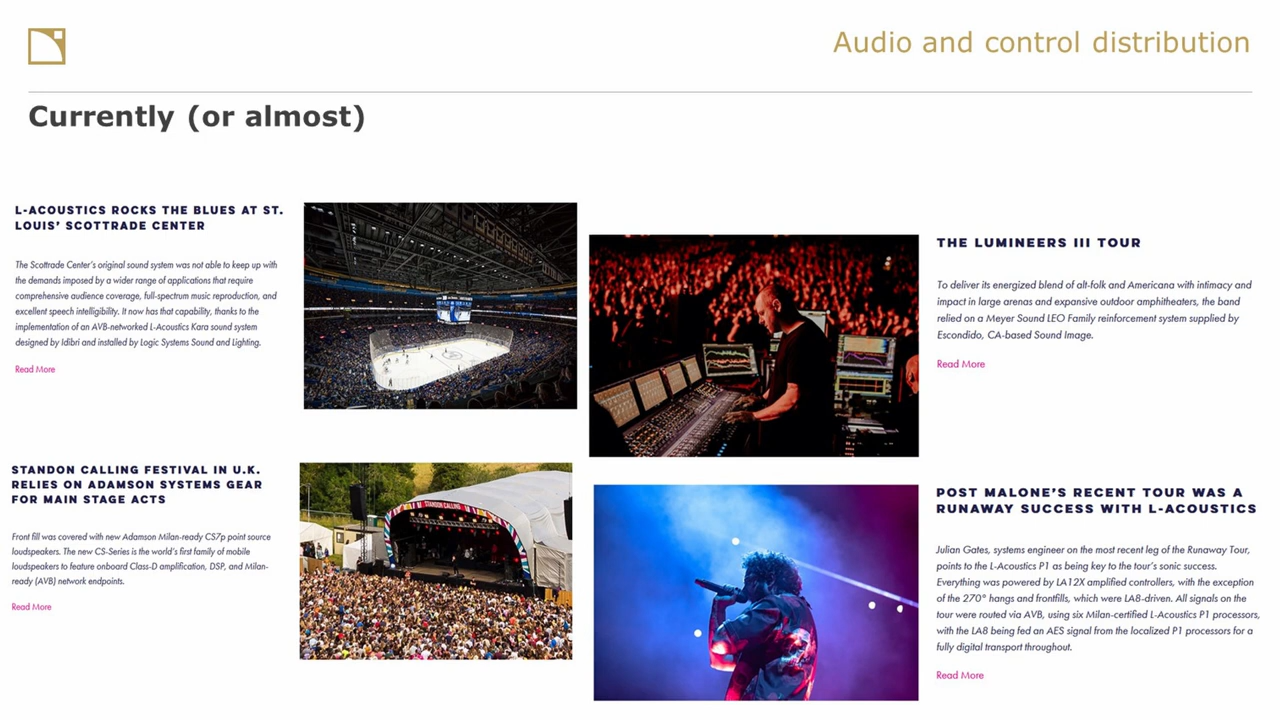 Audio and control distribution
Currently (or almost)
L-ACOUSTICS ROCKS THE BLUES AT ST.
LOUIS' SCOTTRADE CENTER
The Scottrade Center's original sound system was not able to keep up with
the demands imposed by a wider range of applications that require
comprehensive audience coverage, full-spectrum music reproduction, and
excellent speech intelligibility. It now has that capability, thanks to the
implementation of an AVB-networked L-Acoustics Kara sound system
designed by Idibri and installed by Logic Systems Sound and Lighting.
Read More
THE LUMINEERS III TOUR
To deliver its energized blend of alt-folk and Americana with intimacy and
impact in large arenas and expansive outdoor amphitheaters, the band
relied on a Meyer Sound LEO Family reinforcement system supplied by
Escondido, CA-based Sound Image.
Read More
STANDON CALLING FESTIVAL IN U.K.
RELIES ON ADAMSON SYSTEMS GEAR
FOR MAIN STAGE ACTS
Front fill was covered with new Adamson Milan-ready CS7p point source
loudspeakers. The new CS-Series is the world's first family of mobile
loudspeakers to feature onboard Class-D amplification, DSP, and Milan-
ready (AVB) network endpoints.
Read More
STANDON CALLING
POST MALONE'S RECENT TOUR WAS A
RUNAWAY SUCCESS WITH L-ACOUSTICS
Julian Gates, systems engineer on the most recent leg of the Runaway Tour,
points to the L-Acoustics P1 as being key to the tour's sonic success.
Everything was powered by LA12X amplified controllers, with the exception
of the 270° hangs and frontfills, which were LA8-driven. All signals on the
tour were routed via AVB, using six Milan-certified L-Acoustics P1 processors,
with the LA8 being fed an AES signal from the localized P1 processors for a
fully digital transport throughout.
Read More